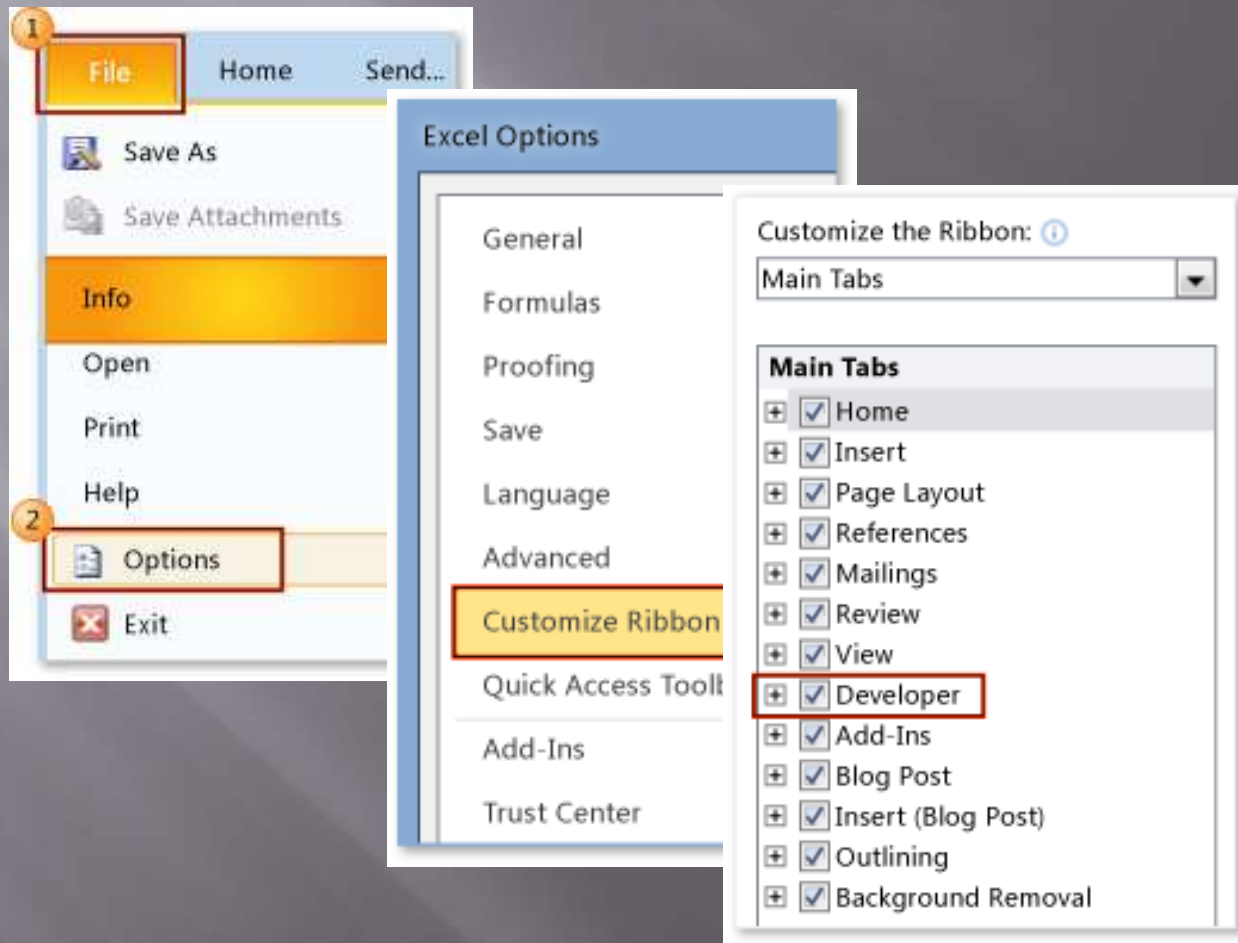 1
File Home Send...
Save As
Save Attachments
Info
Open
Print
Help
2
Options
Exit
Excel Options
General
Formulas
Proofing
Save
Language
Advanced
Customize Ribbon
Quick Access Toolb
Add-Ins
Trust Center
Customize the Ribbon:
Main Tabs
Main Tabs
Home
Insert
Page Layout
References
Mailings
Review
View
Developer
Add-Ins
Blog Post
Insert (Blog Post)
Outlining
Background Removal